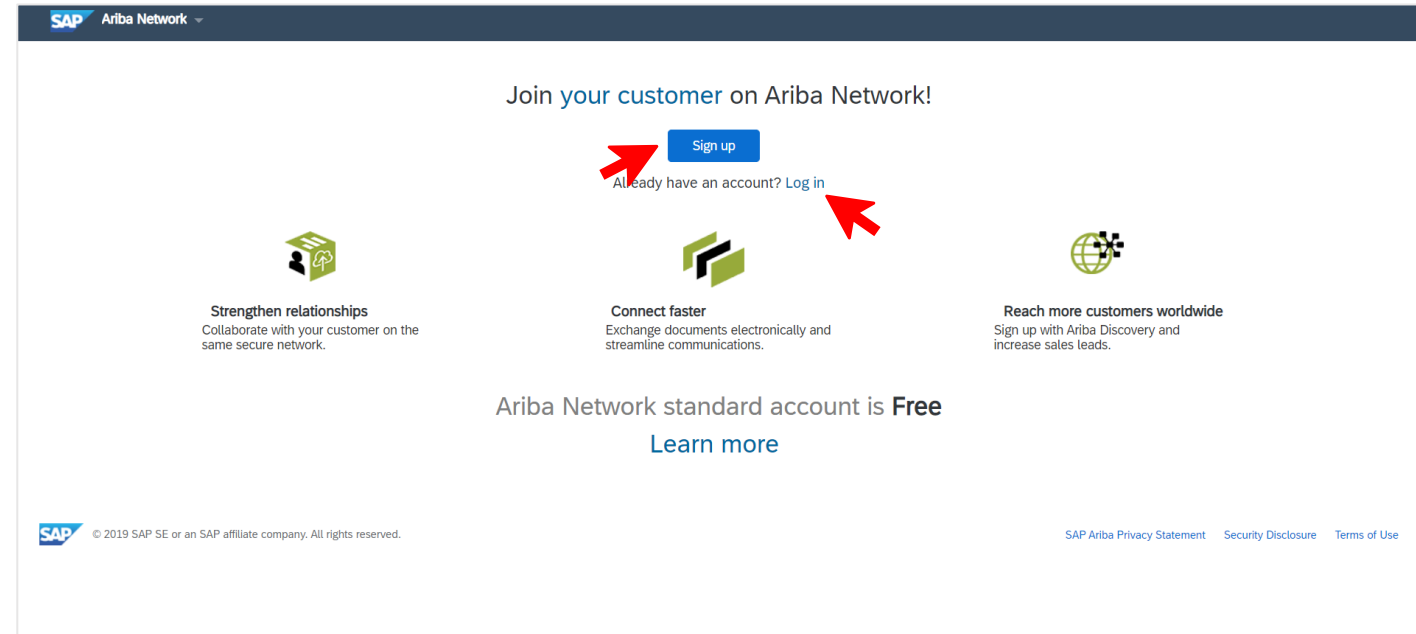 SAP Ariba Network
Join your customer on Ariba Network!
Sign up
Already have an account? Log in
Strengthen relationships
Collaborate with your customer on the
same secure network.
Connect faster
Exchange documents electronically and
streamline communications.
Reach more customers worldwide
Sign up with Ariba Discovery and
increase sales leads.
Ariba Network standard account is Free
Learn more
SAP © 2019 SAP SE or an SAP affiliate company. All rights reserved.
SAP Ariba Privacy Statement Security Disclosure Terms of Use